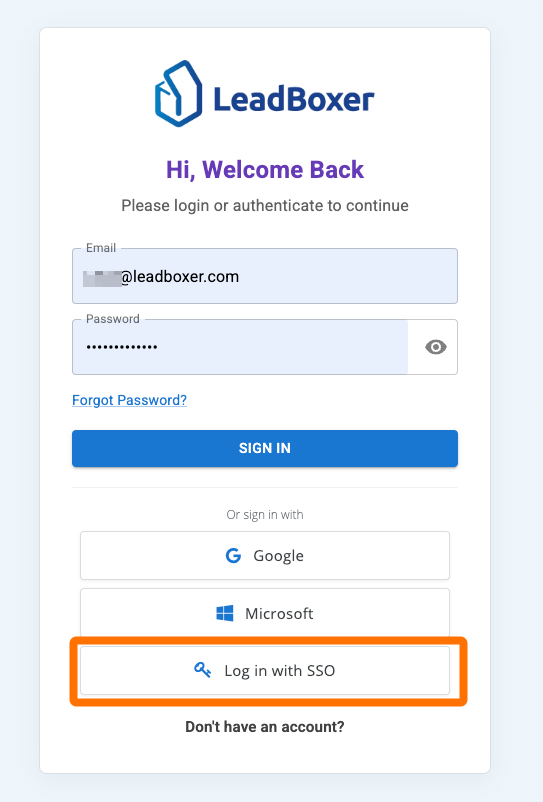 LeadBoxer
Hi, Welcome Back
Please login or authenticate to continue
Email
@leadboxer.com
Password
•••••••••••••
Forgot Password?
SIGN IN
Or sign in with
Google
Microsoft
Log in with SSO
Don't have an account?